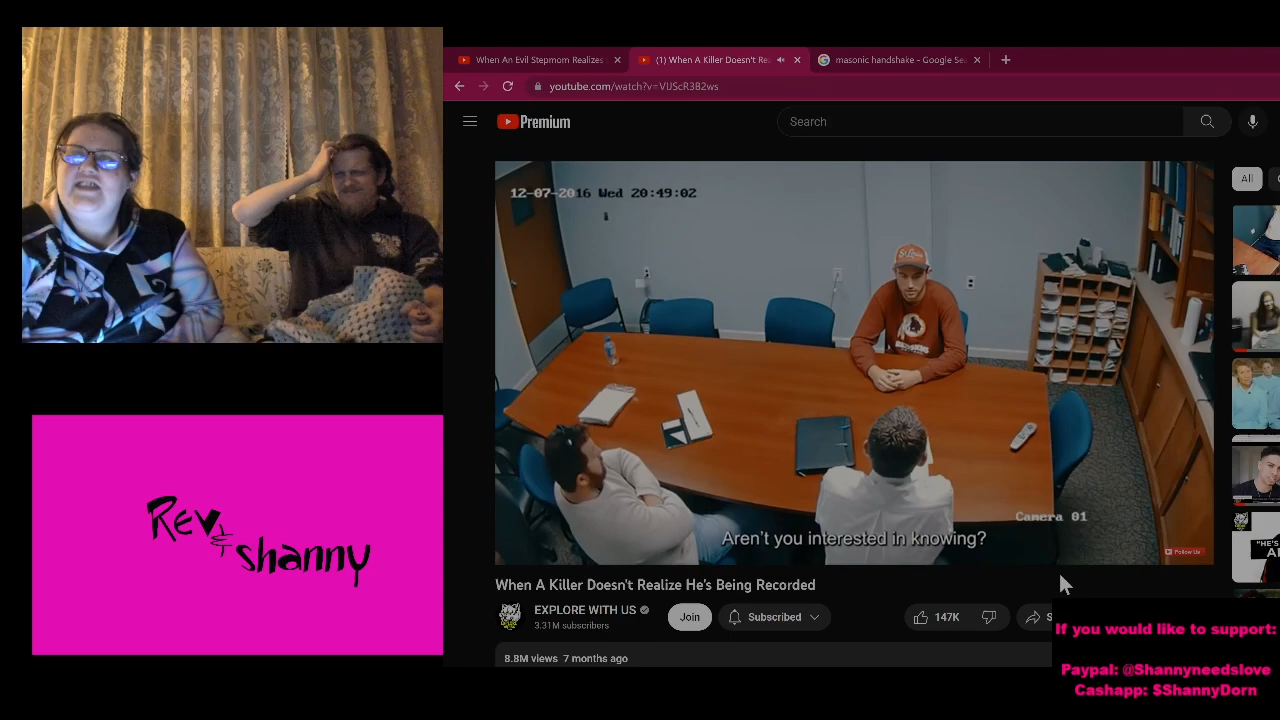 When An Evil Stepmom Realizes
(1) When A Killer Doesn't Re
masonic handshake - Google Se
youtube.com/watch?v=VUScR3B2ws
Premium
Search
All
12-07-2016 Wed 20:49:02
Camera 01
Aren't you interested in knowing?
Follow Us
When A Killer Doesn't Realize He's Being Recorded
EXPLORE WITH US
3.31M subscribers
Join
Subscribed
147K
S
8.8M views 7 months ago
"HE'S
Rev
&
Shanny
If you would like to support:
Paypal: @Shannyneedslove
Cashapp: $ShannyDorn